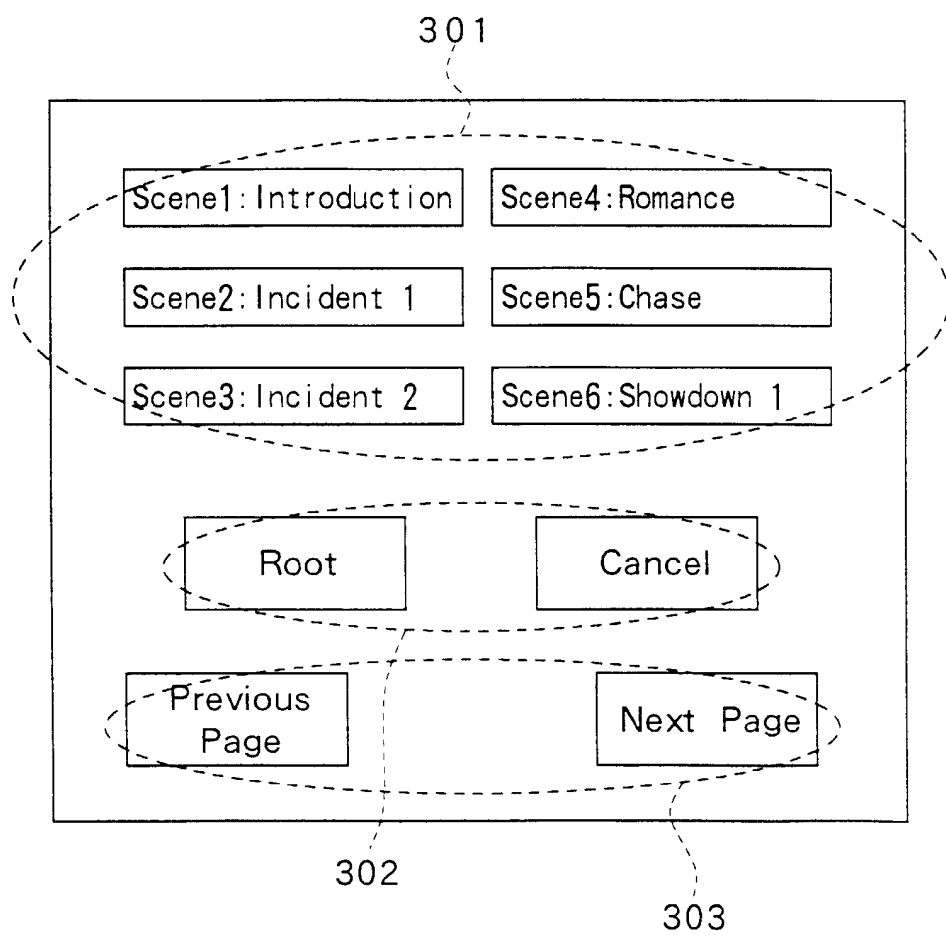 301
Scene1:Introduction
Scene4:Romance
Scene2:Incident 1
Scene5:Chase
Scene3:Incident 2
Scene6:Showdown 1
Root
Cancel
Previous
Page
Next Page
302
303